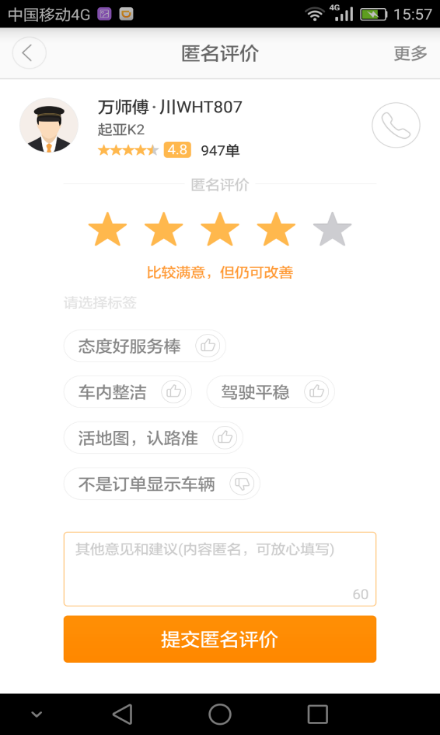 中国移动4G 4G 15:57
匿名评价 更多
万师傅·川WHT807
起亚K2
4.8 947单
匿名评价
比较满意，但仍可改善
请选择标签
态度好服务棒
车内整洁 驾驶平稳
活地图，认路准
不是订单显示车辆
其他意见和建议(内容匿名，可放心填写)
60
提交匿名评价